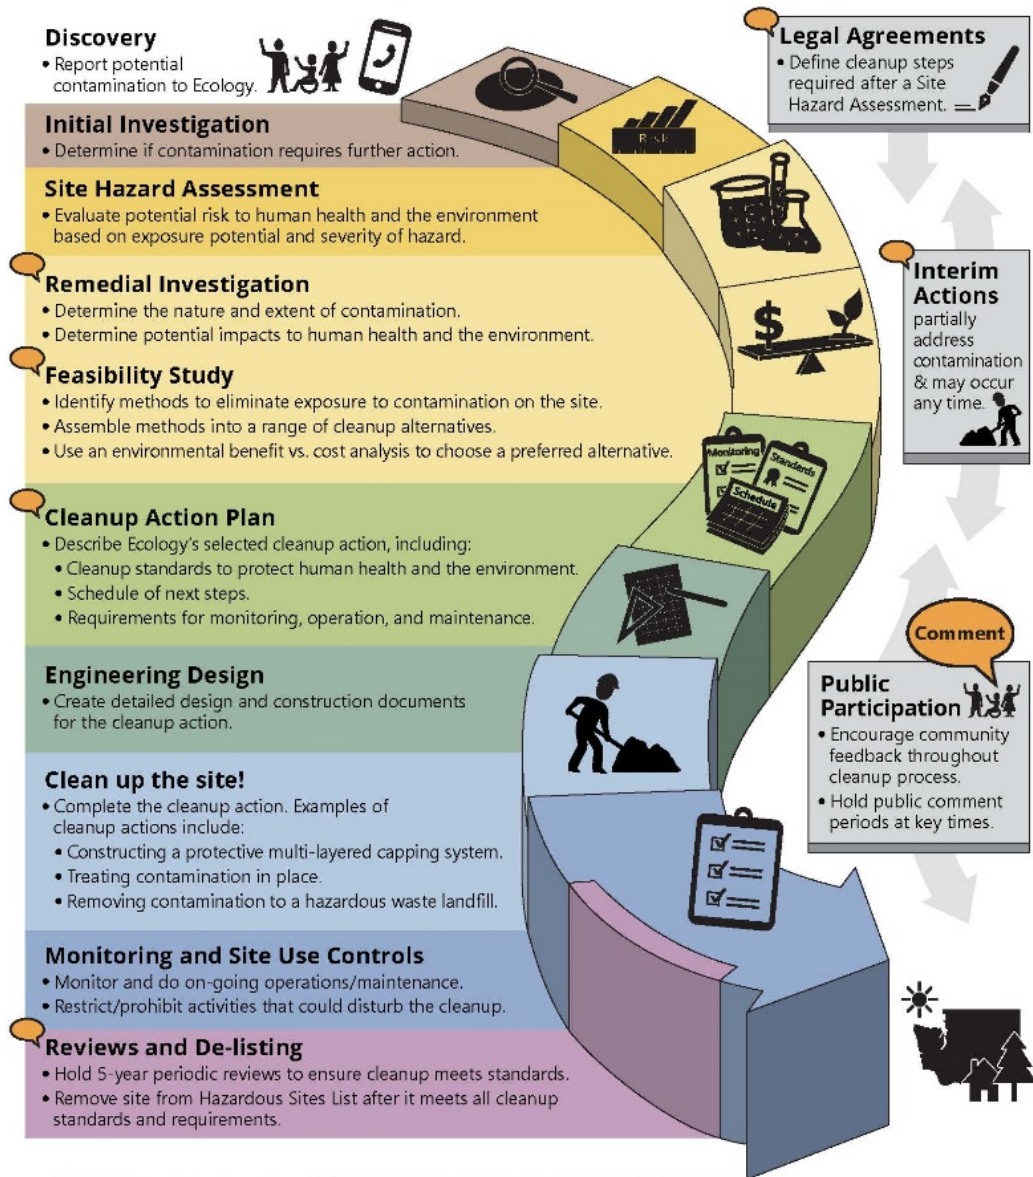 Discovery
• Report potential
contamination to Ecology.
Initial Investigation
• Determine if contamination requires further action.
Site Hazard Assessment
• Evaluate potential risk to human health and the environment
based on exposure potential and severity of hazard.
Remedial Investigation
• Determine the nature and extent of contamination.
• Determine potential impacts to human health and the environment.
Feasibility Study
• Identify methods to eliminate exposure to contamination on the site.
• Assemble methods into a range of cleanup alternatives.
• Use an environmental benefit vs. cost analysis to choose a preferred alternative.
Cleanup Action Plan
• Describe Ecology's selected cleanup action, including:
• Cleanup standards to protect human health and the environment.
• Schedule of next steps.
• Requirements for monitoring, operation, and maintenance.
Engineering Design
• Create detailed design and construction documents
for the cleanup action.
Clean up the site!
• Complete the cleanup action. Examples of
cleanup actions include:
• Constructing a protective multi-layered capping system.
• Treating contamination in place.
• Removing contamination to a hazardous waste landfill.
Monitoring and Site Use Controls
• Monitor and do on-going operations/maintenance.
• Restrict/prohibit activities that could disturb the cleanup.
Reviews and De-listing
• Hold 5-year periodic reviews to ensure cleanup meets standards.
• Remove site from Hazardous Sites List after it meets all cleanup
standards and requirements.
Risk
$
Monitoring
Standards
Schedule
Legal Agreements
• Define cleanup steps
required after a Site
Hazard Assessment.
Interim
Actions
partially
address
contamination
& may occur
any time.
Comment
Public
Participation
• Encourage community
feedback throughout
cleanup process.
• Hold public comment
periods at key times.